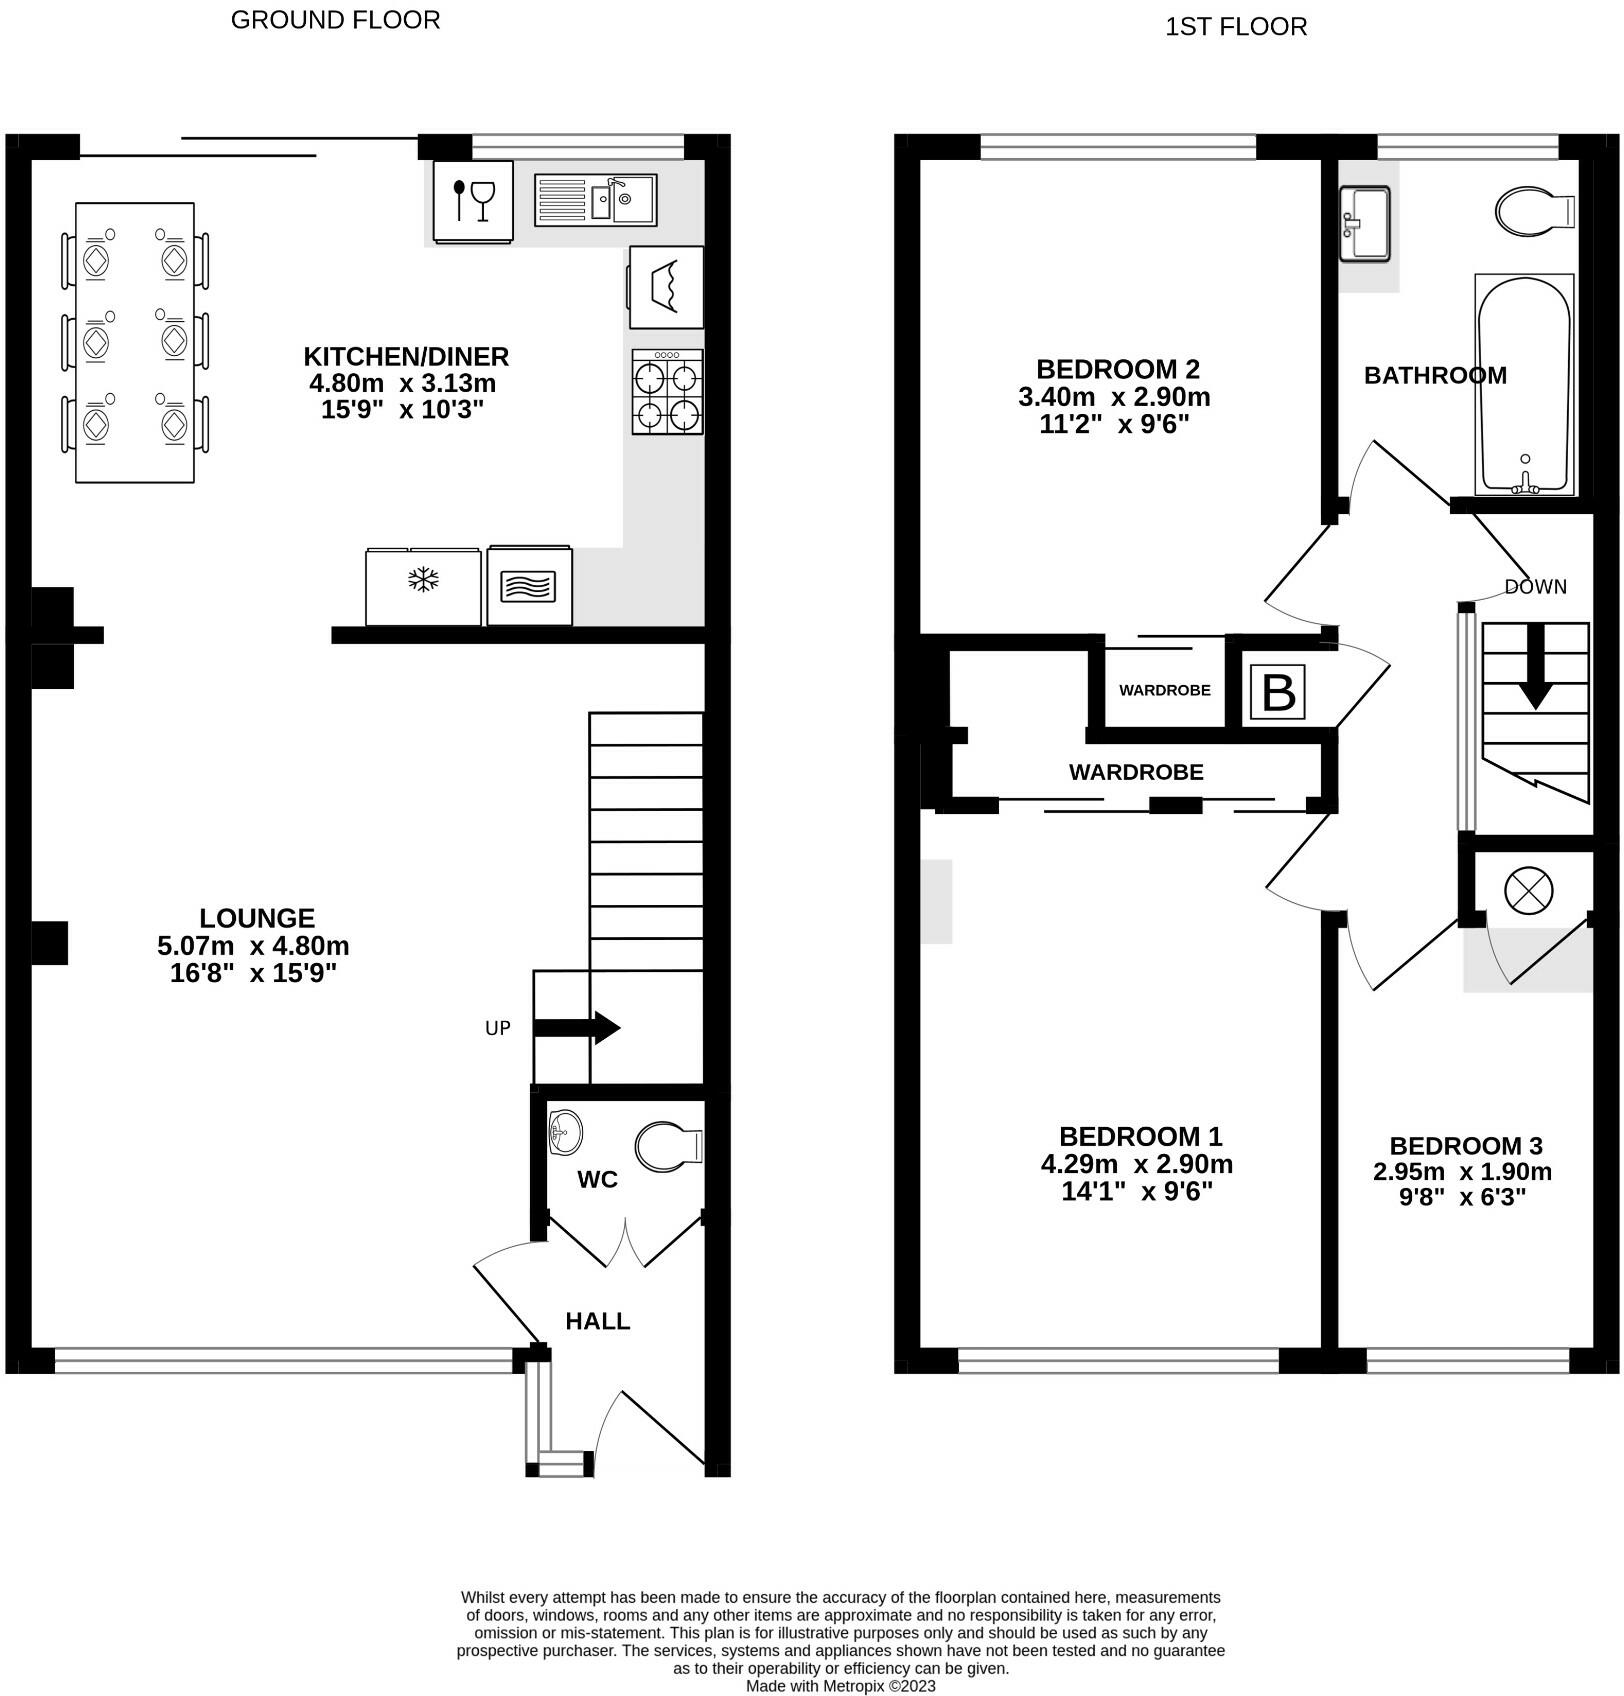 GROUND FLOOR
1ST FLOOR
KITCHEN/DINER
4.80m x 3.13m
15'9" x 10'3"
LOUNGE
5.07m x 4.80m
16'8" x 15'9"
UP
WC
HALL
BEDROOM 2
3.40m x 2.90m
11'2" x 9'6"
BATHROOM
DOWN
WARDROBE
B
WARDROBE
BEDROOM 1
4.29m x 2.90m
14'1" x 9'6"
BEDROOM 3
2.95m x 1.90m
9'8" x 6'3"
Whilst every attempt has been made to ensure the accuracy of the floorplan contained here, measurements
of doors, windows, rooms and any other items are approximate and no responsibility is taken for any error,
omission or mis-statement. This plan is for illustrative purposes only and should be used as such by any
prospective purchaser. The services, systems and appliances shown have not been tested and no guarantee
as to their operability or efficiency can be given.
Made with Metropix ©2023